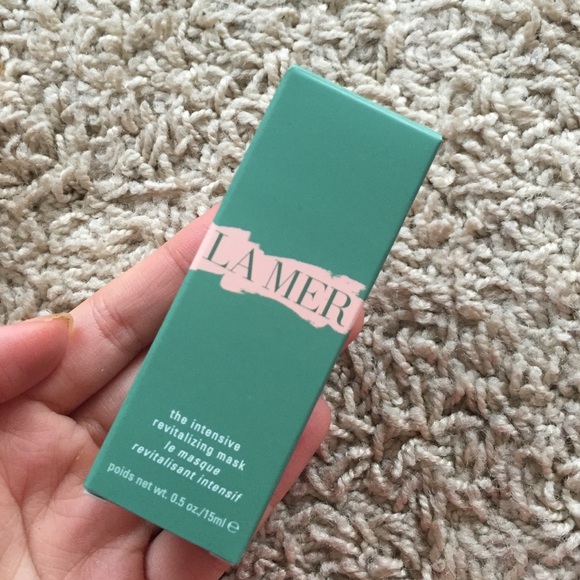 LA MER
the intensive
revitalizing mask
le masque
revitalisant intensif
poids net wt. 0.5 oz./15ml ℮